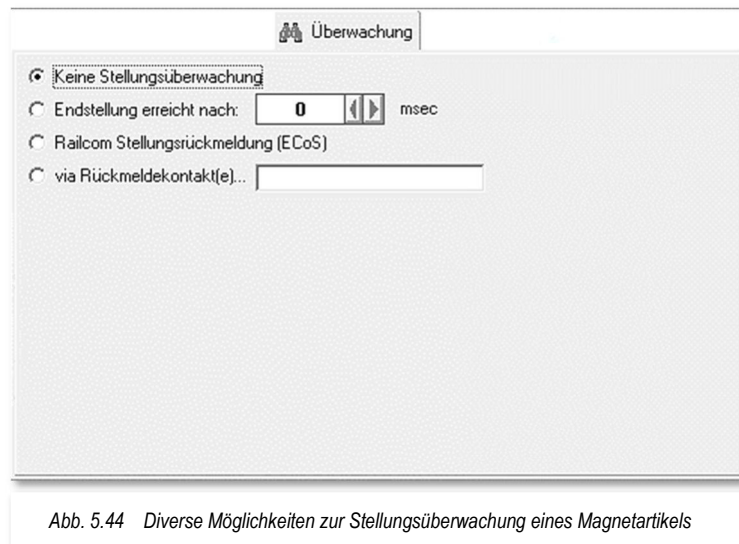 Überwachung
Keine Stellungsüberwachung
Endstellung erreicht nach: 0 msec
Railcom Stellungsrückmeldung (ECoS)
via Rückmeldekontakt(e)...
Abb. 5.44 Diverse Möglichkeiten zur Stellungsüberwachung eines Magnetartikels